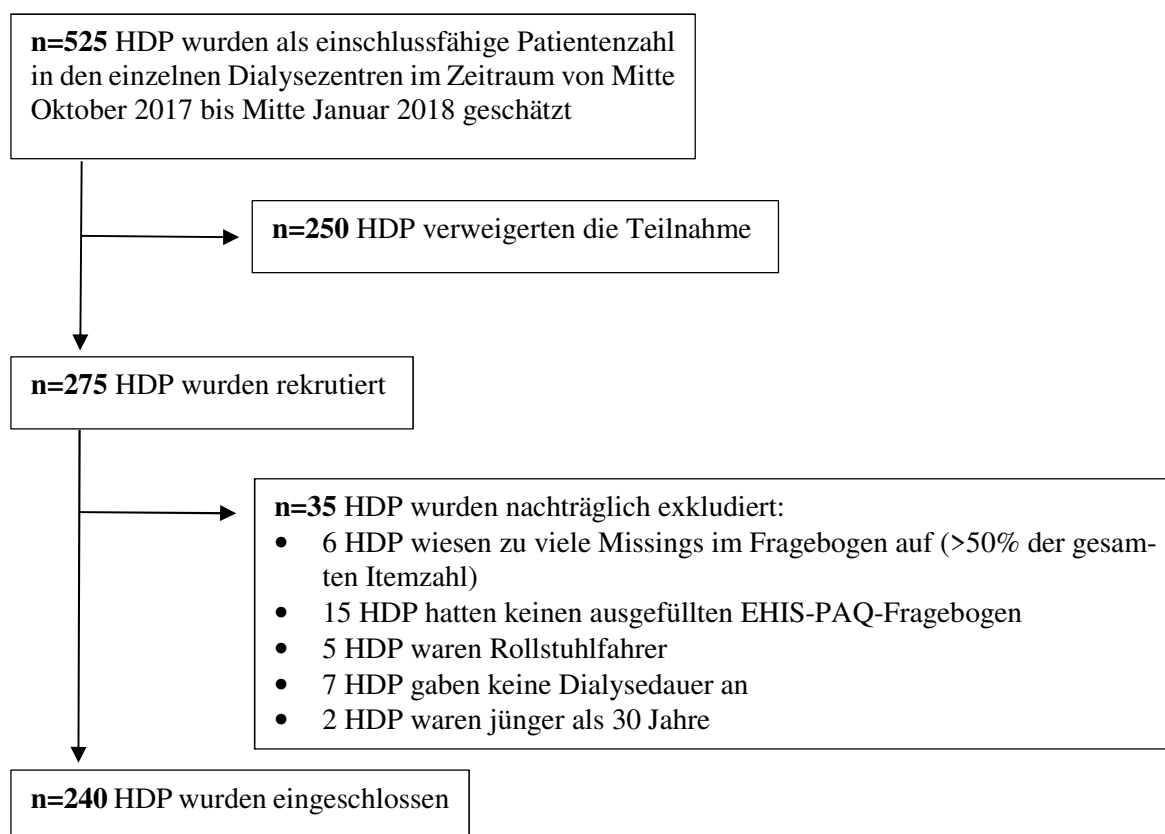 n=525 HDP wurden als einschlussfähige Patientenzahl
in den einzelnen Dialysezentren im Zeitraum von Mitte
Oktober 2017 bis Mitte Januar 2018 geschätzt
n=250 HDP verweigerten die Teilnahme
n=275 HDP wurden rekrutiert
n=35 HDP wurden nachträglich exkludiert:
• 6 HDP wiesen zu viele Missings im Fragebogen auf (>50% der gesam-
ten Itemzahl)
• 15 HDP hatten keinen ausgefüllten EHIS-PAQ-Fragebogen
• 5 HDP waren Rollstuhlfahrer
• 7 HDP gaben keine Dialysedauer an
• 2 HDP waren jünger als 30 Jahre
n=240 HDP wurden eingeschlossen